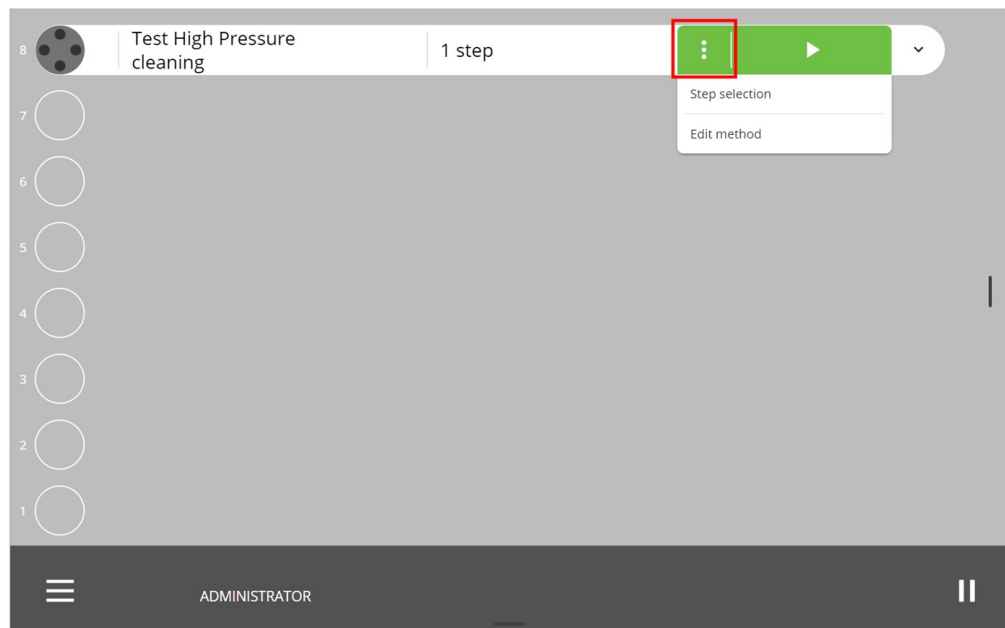 8
Test High Pressure
cleaning
1 step
Step selection
Edit method
7
6
5
4
3
2
1
ADMINISTRATOR